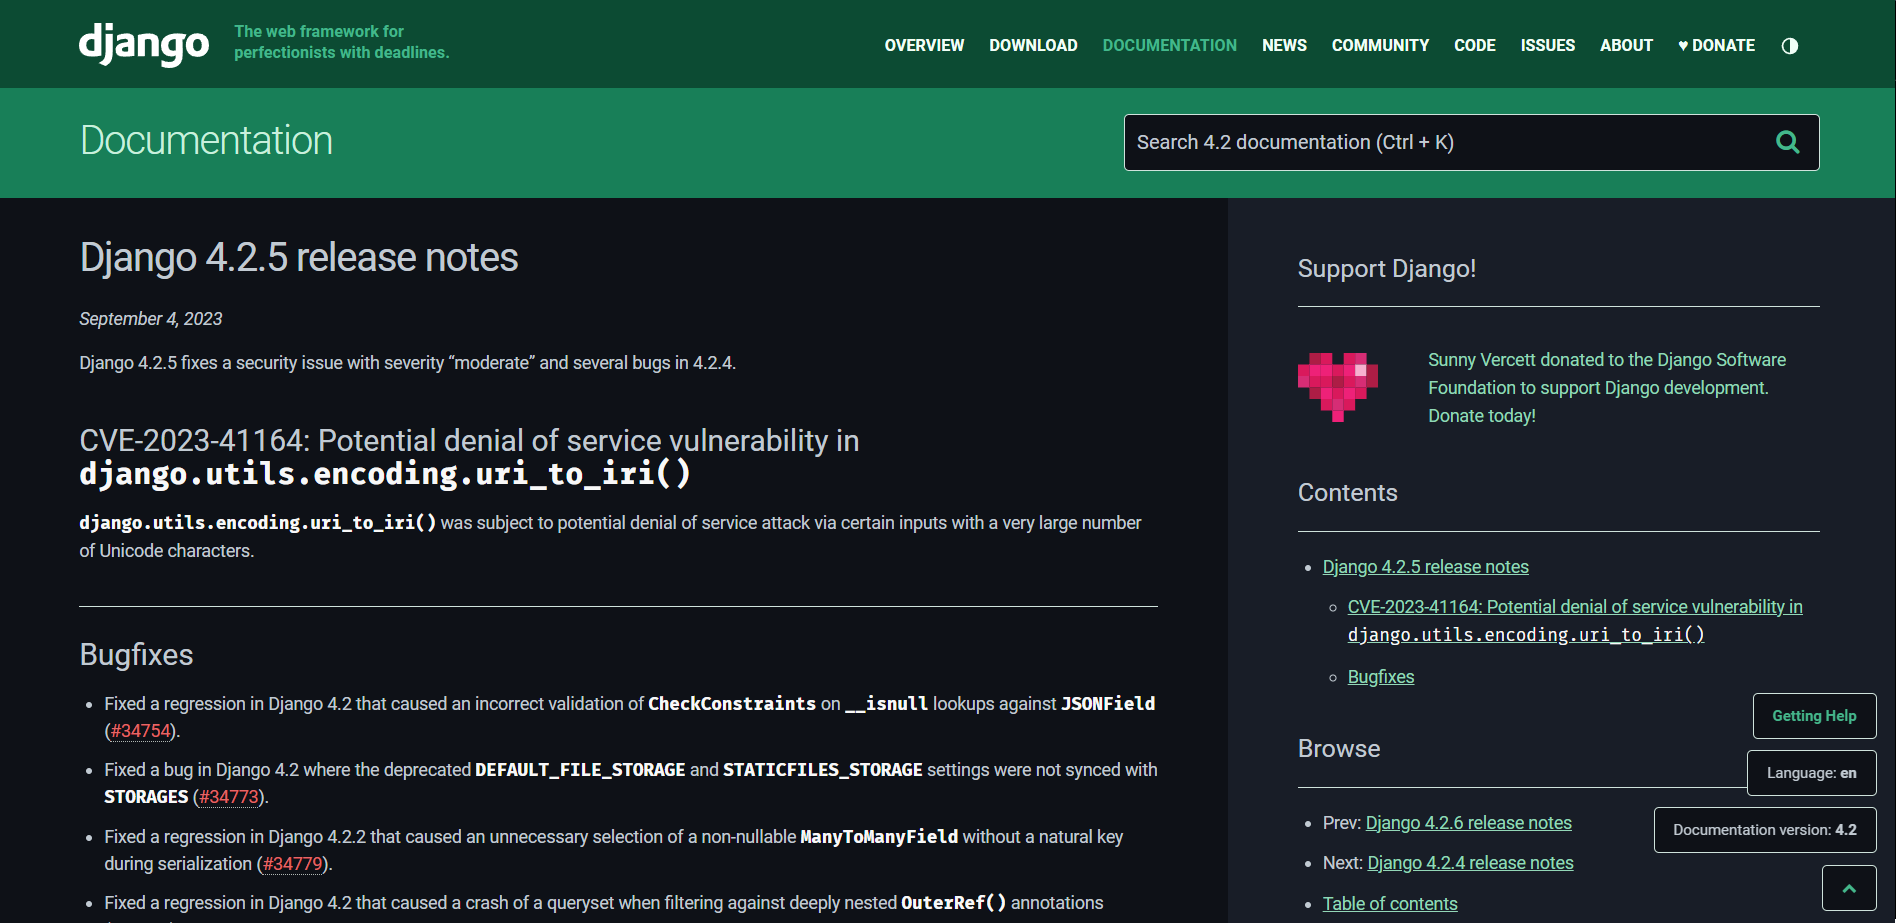 django
The web framework for
perfectionists with deadlines.
OVERVIEW DOWNLOAD DOCUMENTATION NEWS COMMUNITY CODE ISSUES ABOUT ♥ DONATE
Documentation
Search 4.2 documentation (Ctrl + K)
Django 4.2.5 release notes
September 4, 2023
Django 4.2.5 fixes a security issue with severity “moderate” and several bugs in 4.2.4.
CVE-2023-41164: Potential denial of service vulnerability in
django.utils.encoding.uri_to_iri()
django.utils.encoding.uri_to_iri() was subject to potential denial of service attack via certain inputs with a very large number
of Unicode characters.
Bugfixes
• Fixed a regression in Django 4.2 that caused an incorrect validation of CheckConstraints on __isnull lookups against JSONField
(#34754).
• Fixed a bug in Django 4.2 where the deprecated DEFAULT_FILE_STORAGE and STATICFILES_STORAGE settings were not synced with
STORAGES (#34773).
• Fixed a regression in Django 4.2.2 that caused an unnecessary selection of a non-nullable ManyToManyField without a natural key
during serialization (#34779).
• Fixed a regression in Django 4.2 that caused a crash of a queryset when filtering against deeply nested OuterRef() annotations
Support Django!
Sunny Vercett donated to the Django Software
Foundation to support Django development.
Donate today!
Contents
• Django 4.2.5 release notes
◦ CVE-2023-41164: Potential denial of service vulnerability in
django.utils.encoding.uri_to_iri()
◦ Bugfixes
Browse
• Prev: Django 4.2.6 release notes
• Next: Django 4.2.4 release notes
• Table of contents
Getting Help
Language: en
Documentation version: 4.2